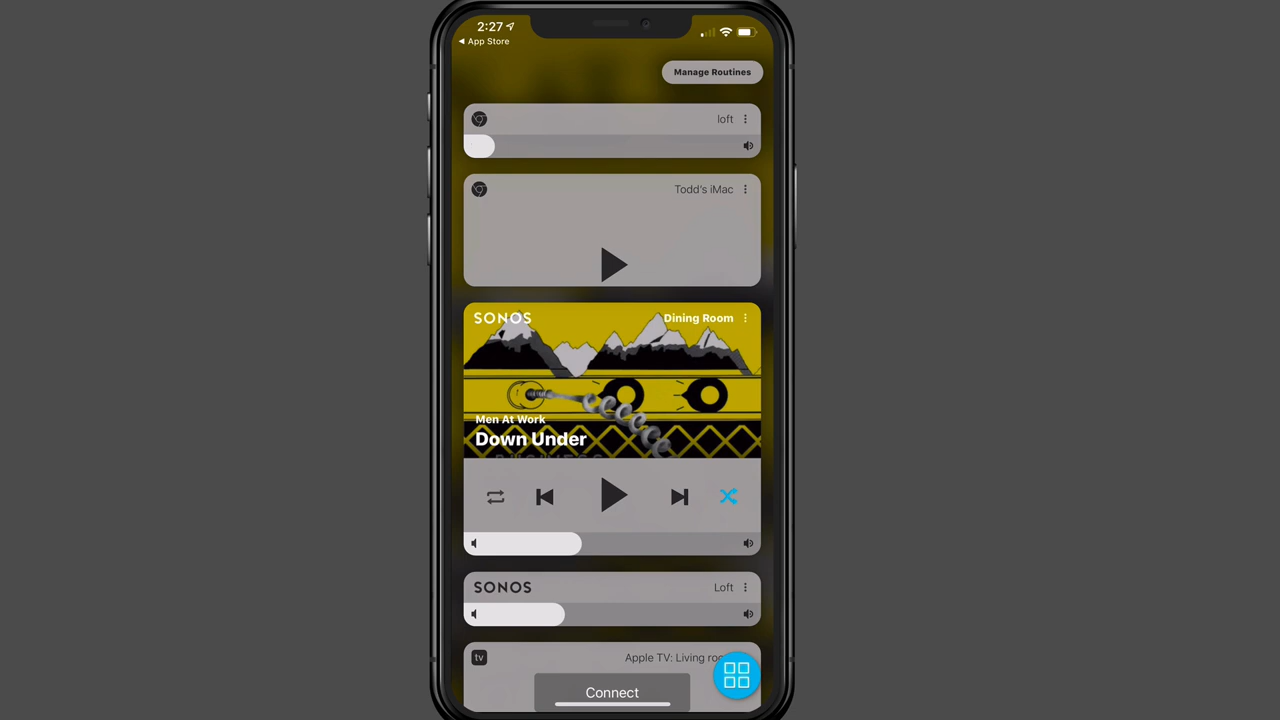 2:27
◀ App Store
Manage Routines
loft
Todd's iMac
SONOS
Dining Room
Men At Work
Down Under
SONOS
Loft
tv
Apple TV: Living
Connect